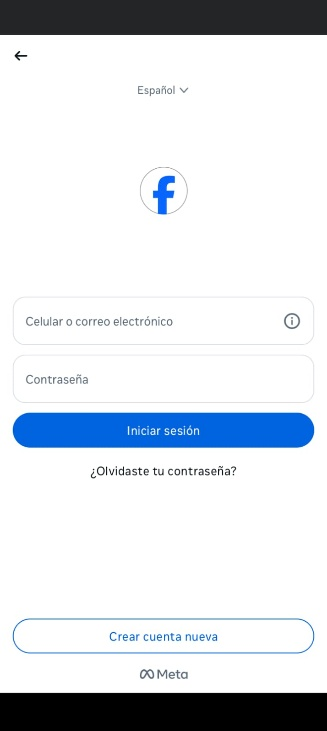 Español
Celular o correo electrónico
Contraseña
Iniciar sesión
¿Olvidaste tu contraseña?
Crear cuenta nueva
Meta